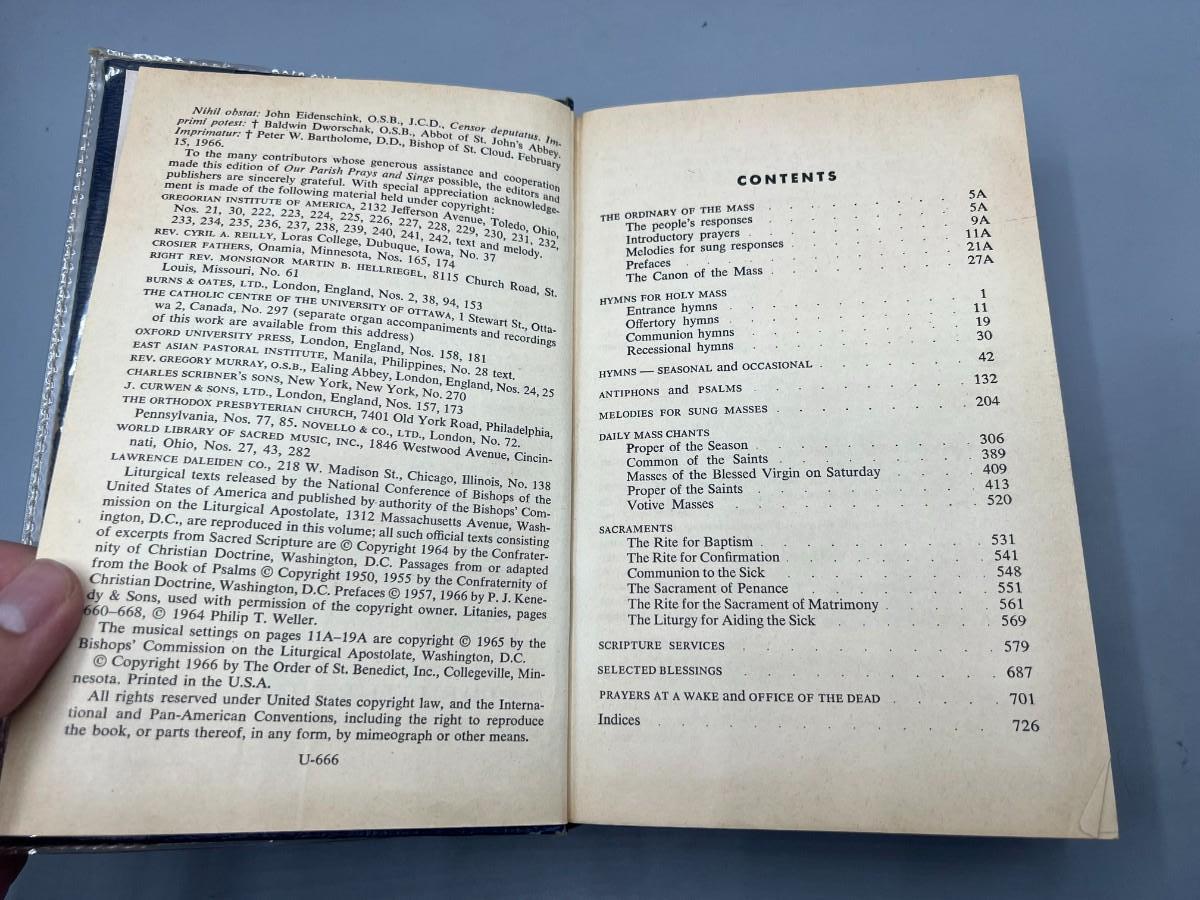 Nihil obstat: John Eidenschink, O.S.B., J.C.D., Censor deputatus. Im-
primi potest: † Baldwin Dworschak, O.S.B., Abbot of St. John's Abbey.
Imprimatur: † Peter W. Bartholome, D.D., Bishop of St. Cloud. February
15, 1966.
To the many contributors whose generous assistance and cooperation
made this edition of Our Parish Prays and Sings possible, the editors and
publishers are sincerely grateful. With special appreciation acknowledge-
ment is made of the following material held under copyright:
GREGORIAN INSTITUTE OF AMERICA, 2132 Jefferson Avenue, Toledo, Ohio,
Nos. 21, 30, 222, 223, 224, 225, 226, 227, 228, 229, 230, 231, 232,
233, 234, 235, 236, 237, 238, 239, 240, 241, 242, text and melody.
REV. CYRIL A. REILLY, Loras College, Dubuque, Iowa, No. 37
CROSIER FATHERS, Onamia, Minnesota, Nos. 165, 174
RIGHT REV. MONSIGNOR MARTIN B. HELLRIEGEL, 8115 Church Road, St.
Louis, Missouri, No. 61
BURNS & OATES, LTD., London, England, Nos. 2, 38, 94, 153
THE CATHOLIC CENTRE OF THE UNIVERSITY OF OTTAWA, 1 Stewart St., Otta-
wa 2, Canada, No. 297 (separate organ accompaniments and recordings
of this work are available from this address)
OXFORD UNIVERSITY PRESS, London, England, Nos. 158, 181
EAST ASIAN PASTORAL INSTITUTE, Manila, Philippines, No. 28 text.
REV. GREGORY MURRAY, O.S.B., Ealing Abbey, London, England, Nos. 24, 25
CHARLES SCRIBNER'S SONS, New York, New York, No. 270
J. CURWEN & SONS, LTD., London, England, Nos. 157, 173
THE ORTHODOX PRESBYTERIAN CHURCH, 7401 Old York Road, Philadelphia,
Pennsylvania, Nos. 77, 85. NOVELLO & CO., LTD., London, No. 72.
WORLD LIBRARY OF SACRED MUSIC, INC., 1846 Westwood Avenue, Cincin-
nati, Ohio, Nos. 27, 43, 282
LAWRENCE DALEIDEN CO., 218 W. Madison St., Chicago, Illinois, No. 138
Liturgical texts released by the National Conference of Bishops of the
United States of America and published by authority of the Bishops' Com-
mission on the Liturgical Apostolate, 1312 Massachusetts Avenue, Wash-
ington, D.C., are reproduced in this volume; all such official texts consisting
of excerpts from Sacred Scripture are © Copyright 1964 by the Confrater-
nity of Christian Doctrine, Washington, D.C. Passages from or adapted
from the Book of Psalms © Copyright 1950, 1955 by the Confraternity of
Christian Doctrine, Washington, D.C. Prefaces © 1957, 1966 by P. J. Kene-
dy & Sons, used with permission of the copyright owner. Litanies, pages
660–668, © 1964 Philip T. Weller.
The musical settings on pages 11A–19A are copyright © 1965 by the
Bishops' Commission on the Liturgical Apostolate, Washington, D.C.
© Copyright 1966 by The Order of St. Benedict, Inc., Collegeville, Min-
nesota. Printed in the U.S.A.
All rights reserved under United States copyright law, and the Interna-
tional and Pan-American Conventions, including the right to reproduce
the book, or parts thereof, in any form, by mimeograph or other means.
U-666
CONTENTS
THE ORDINARY OF THE MASS . . . 5A
The people's responses . . . 5A
Introductory prayers . . . 9A
Melodies for sung responses . . . 11A
Prefaces . . . 21A
The Canon of the Mass . . . 27A
HYMNS FOR HOLY MASS
Entrance hymns . . . 1
Offertory hymns . . . 11
Communion hymns . . . 19
Recessional hymns . . . 30
HYMNS — SEASONAL and OCCASIONAL . . . 42
ANTIPHONS and PSALMS . . . 132
MELODIES FOR SUNG MASSES . . . 204
DAILY MASS CHANTS
Proper of the Season . . . 306
Common of the Saints . . . 389
Masses of the Blessed Virgin on Saturday . . . 409
Proper of the Saints . . . 413
Votive Masses . . . 520
SACRAMENTS
The Rite for Baptism . . . 531
The Rite for Confirmation . . . 541
Communion to the Sick . . . 548
The Sacrament of Penance . . . 551
The Rite for the Sacrament of Matrimony . . . 561
The Liturgy for Aiding the Sick . . . 569
SCRIPTURE SERVICES . . . 579
SELECTED BLESSINGS . . . 687
PRAYERS AT A WAKE and OFFICE OF THE DEAD . . . 701
Indices . . . 726